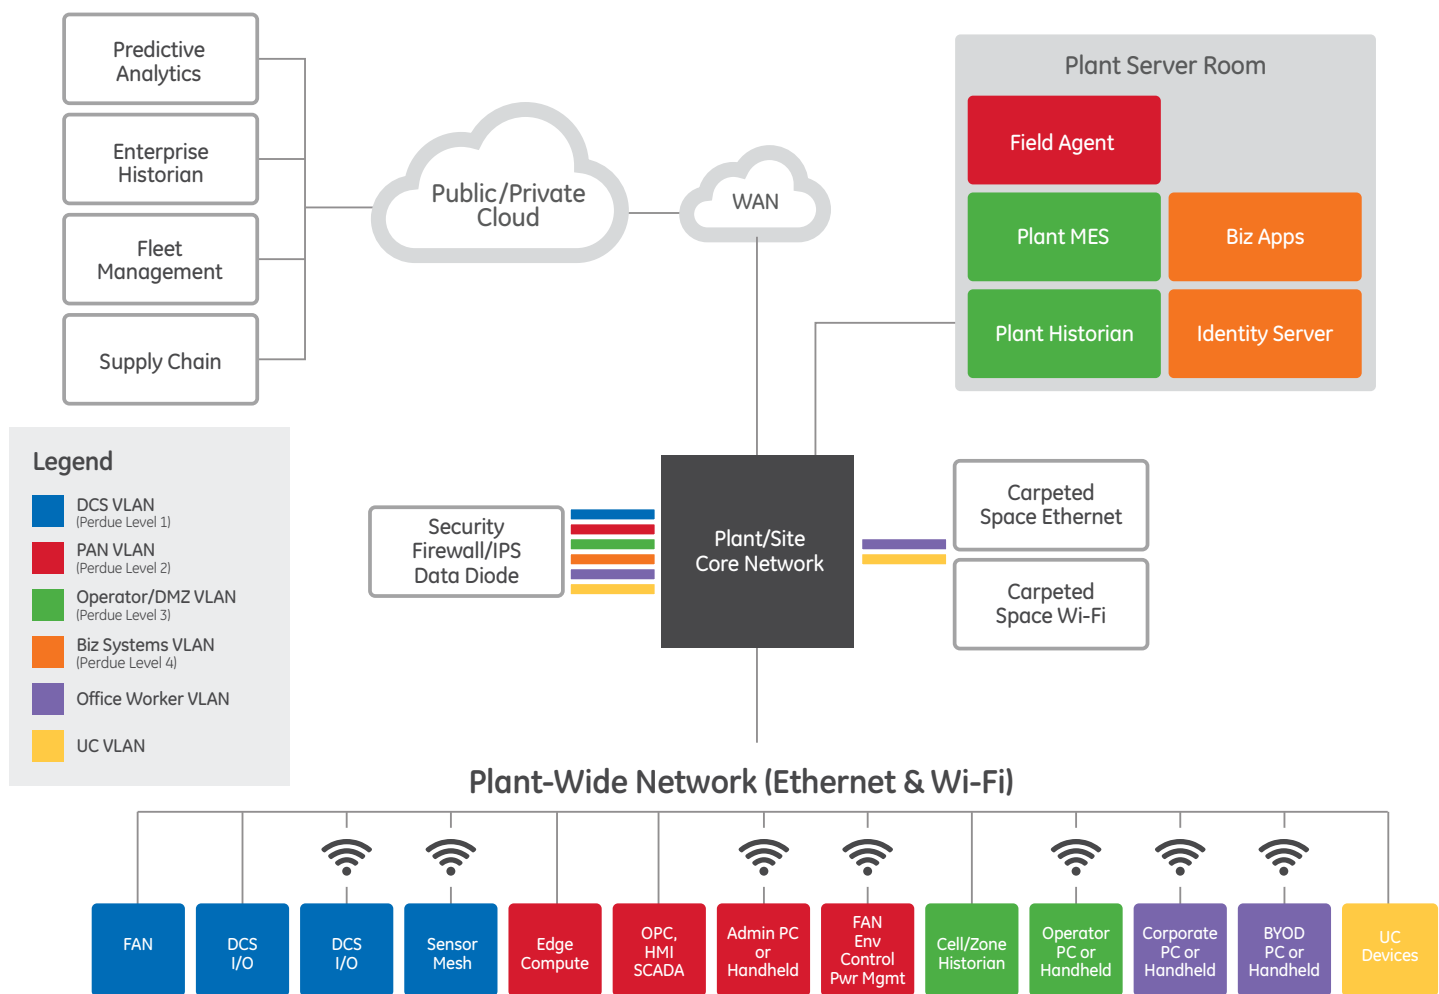 Predictive
Analytics
Enterprise
Historian
Fleet
Management
Supply Chain
Public/Private
Cloud
WAN
Plant Server Room
Field Agent
Plant MES
Biz Apps
Plant Historian
Identity Server
Legend
DCS VLAN
(Perdue Level 1)
PAN VLAN
(Perdue Level 2)
Operator/DMZ VLAN
(Perdue Level 3)
Biz Systems VLAN
(Perdue Level 4)
Office Worker VLAN
UC VLAN
Security
Firewall/IPS
Data Diode
Plant/Site
Core Network
Carpeted
Space Ethernet
Carpeted
Space Wi-Fi
Plant-Wide Network (Ethernet & Wi-Fi)
FAN
DCS
I/O
DCS
I/O
Sensor
Mesh
Edge
Compute
OPC,
HMI
SCADA
Admin PC
or
Handheld
FAN
Env
Control
Pwr Mgmt
Cell/Zone
Historian
Operator
PC or
Handheld
Corporate
PC or
Handheld
BYOD
PC or
Handheld
UC
Devices